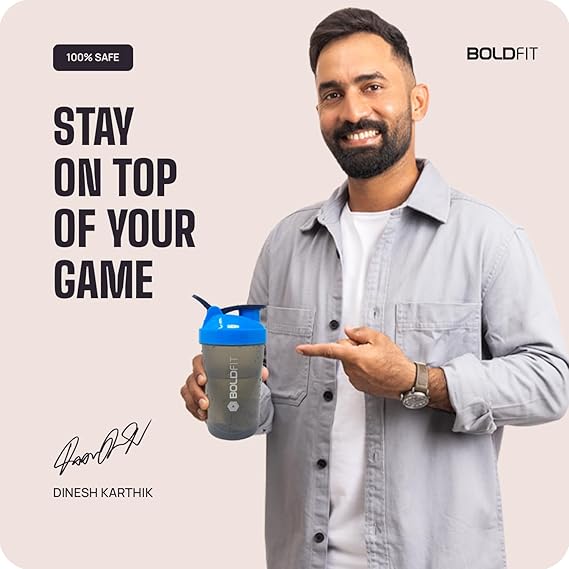 100% SAFE
BOLDFIT
STAY
ON TOP
OF YOUR
GAME
BOLDFIT
DINESH KARTHIK